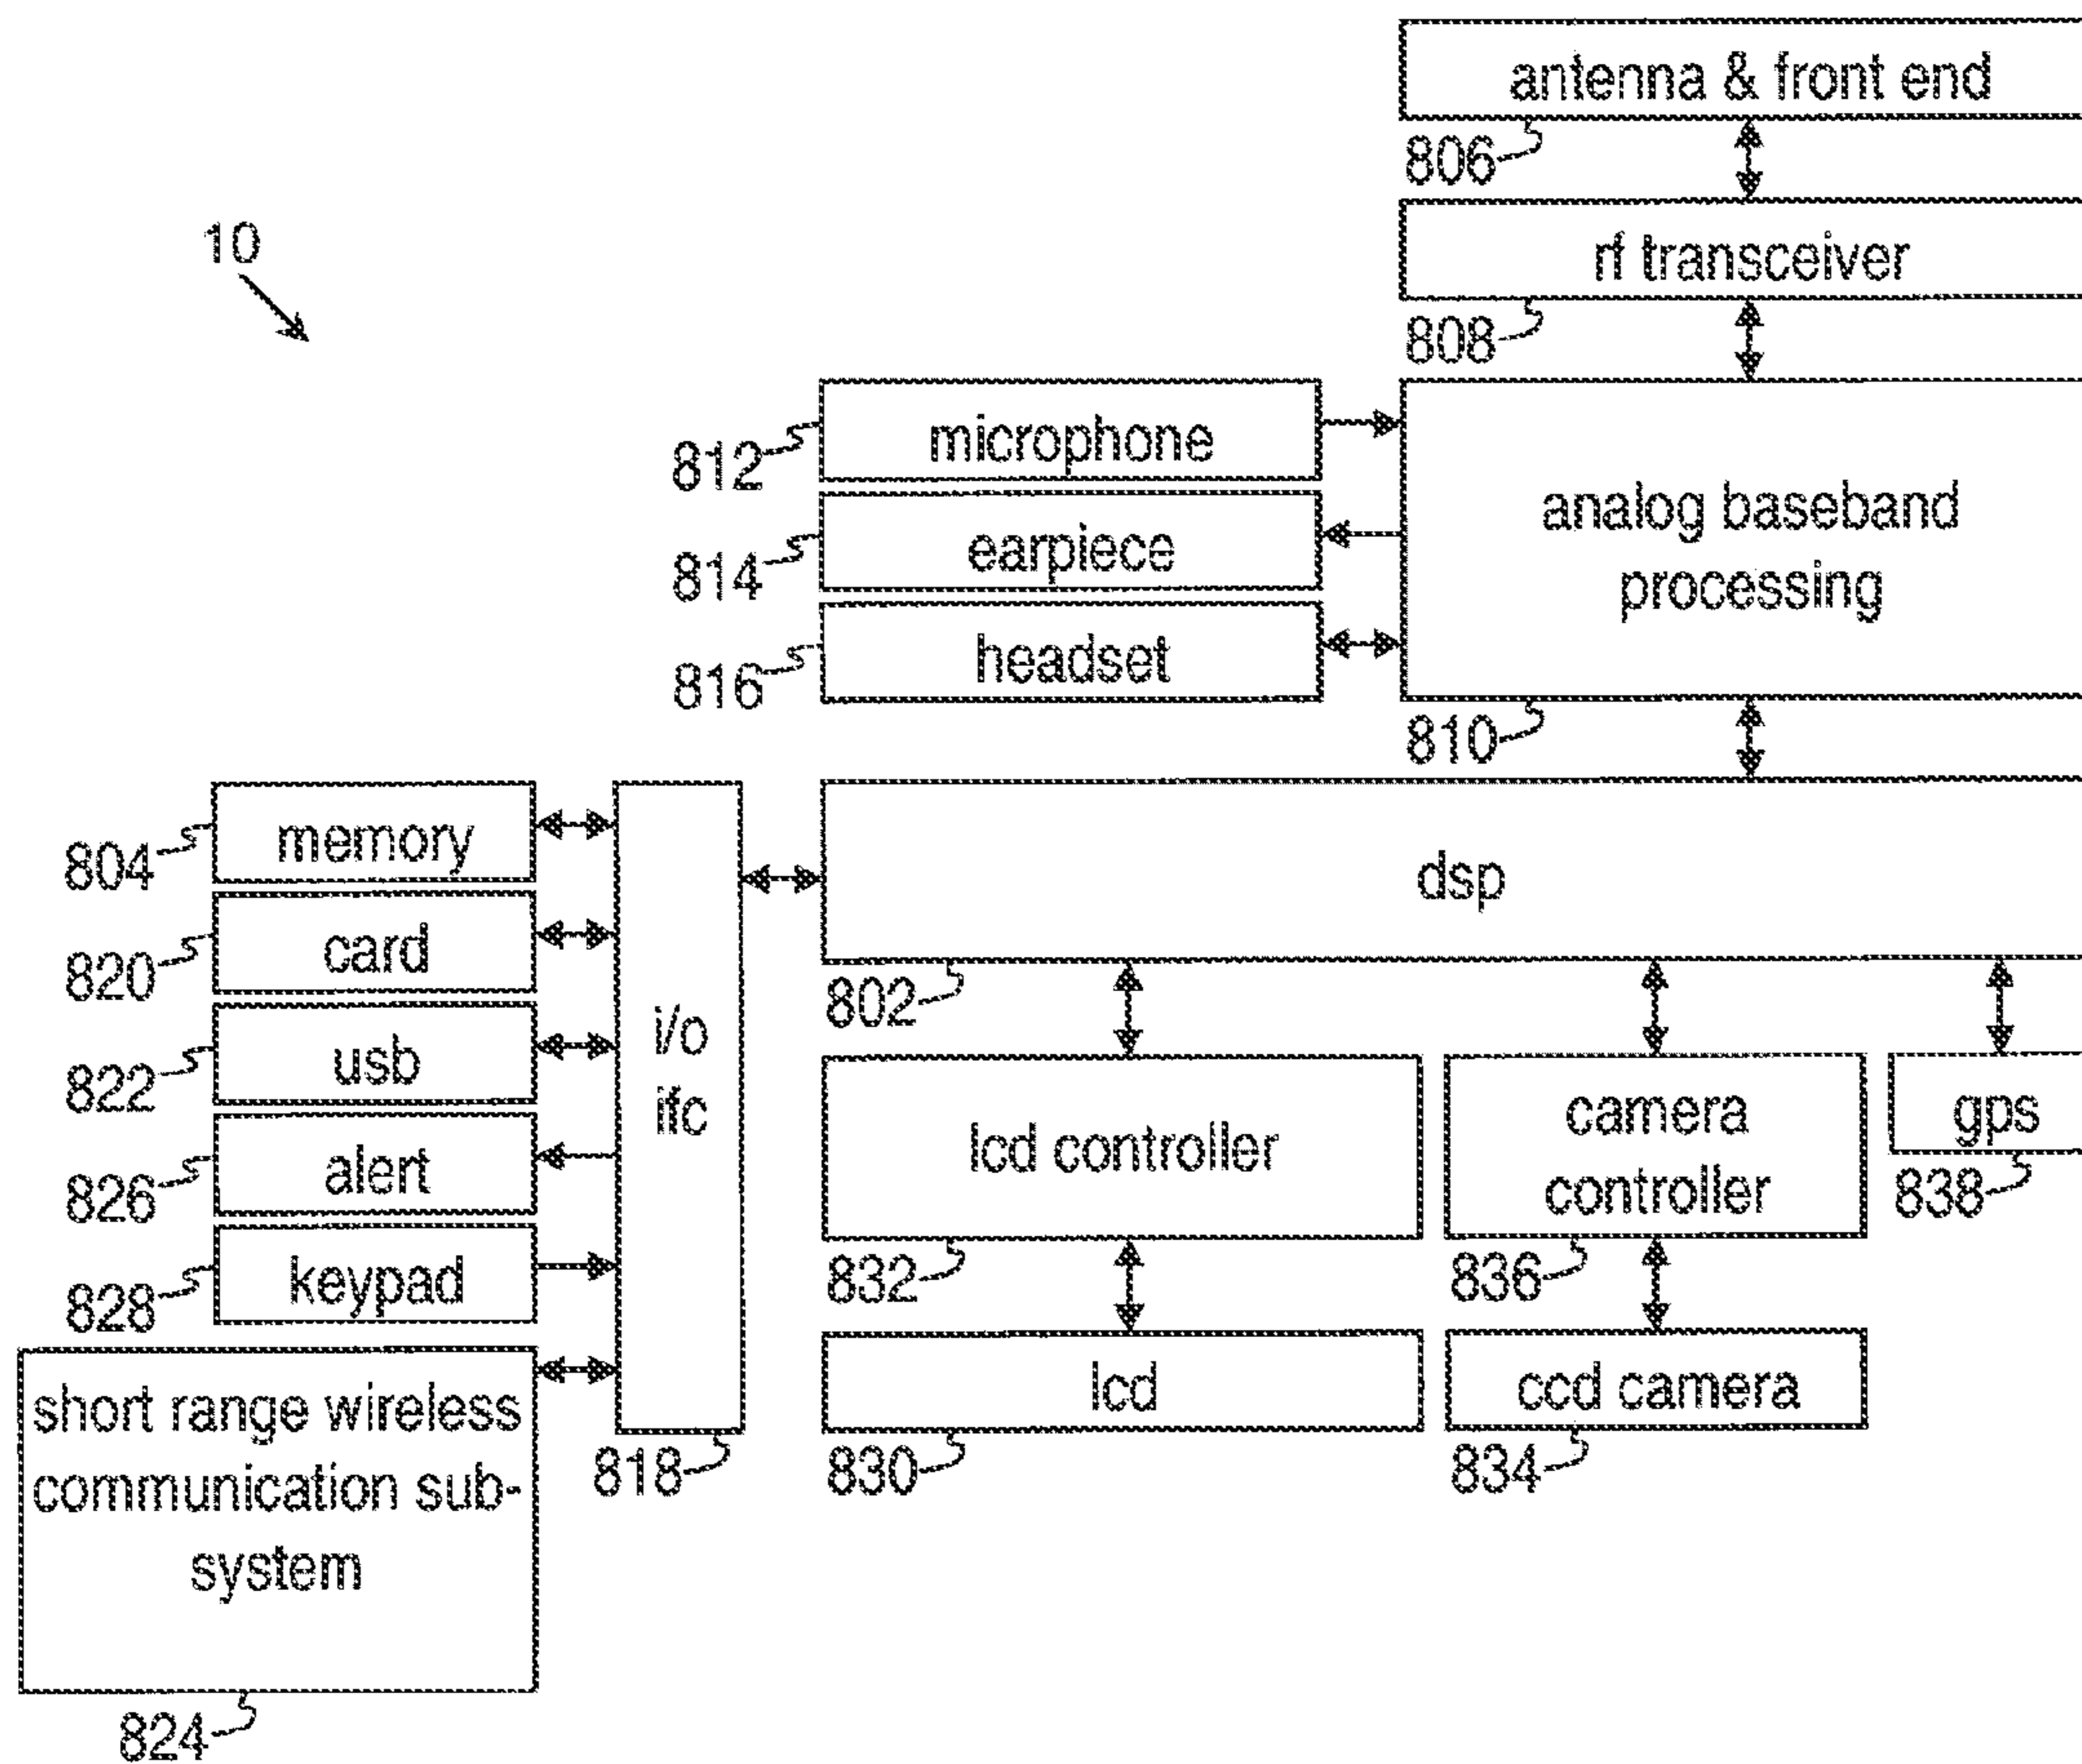 antenna & front end
806
10
rf transceiver
808
microphone
812
earpiece
814
headset
816
analog baseband
processing
810
memory
804
card
820
usb
822
alert
826
keypad
828
short range wireless
communication sub-
system
824
i/o
ifc
818
dsp
802
lcd controller
832
lcd
830
camera
controller
836
ccd camera
834
gps
838